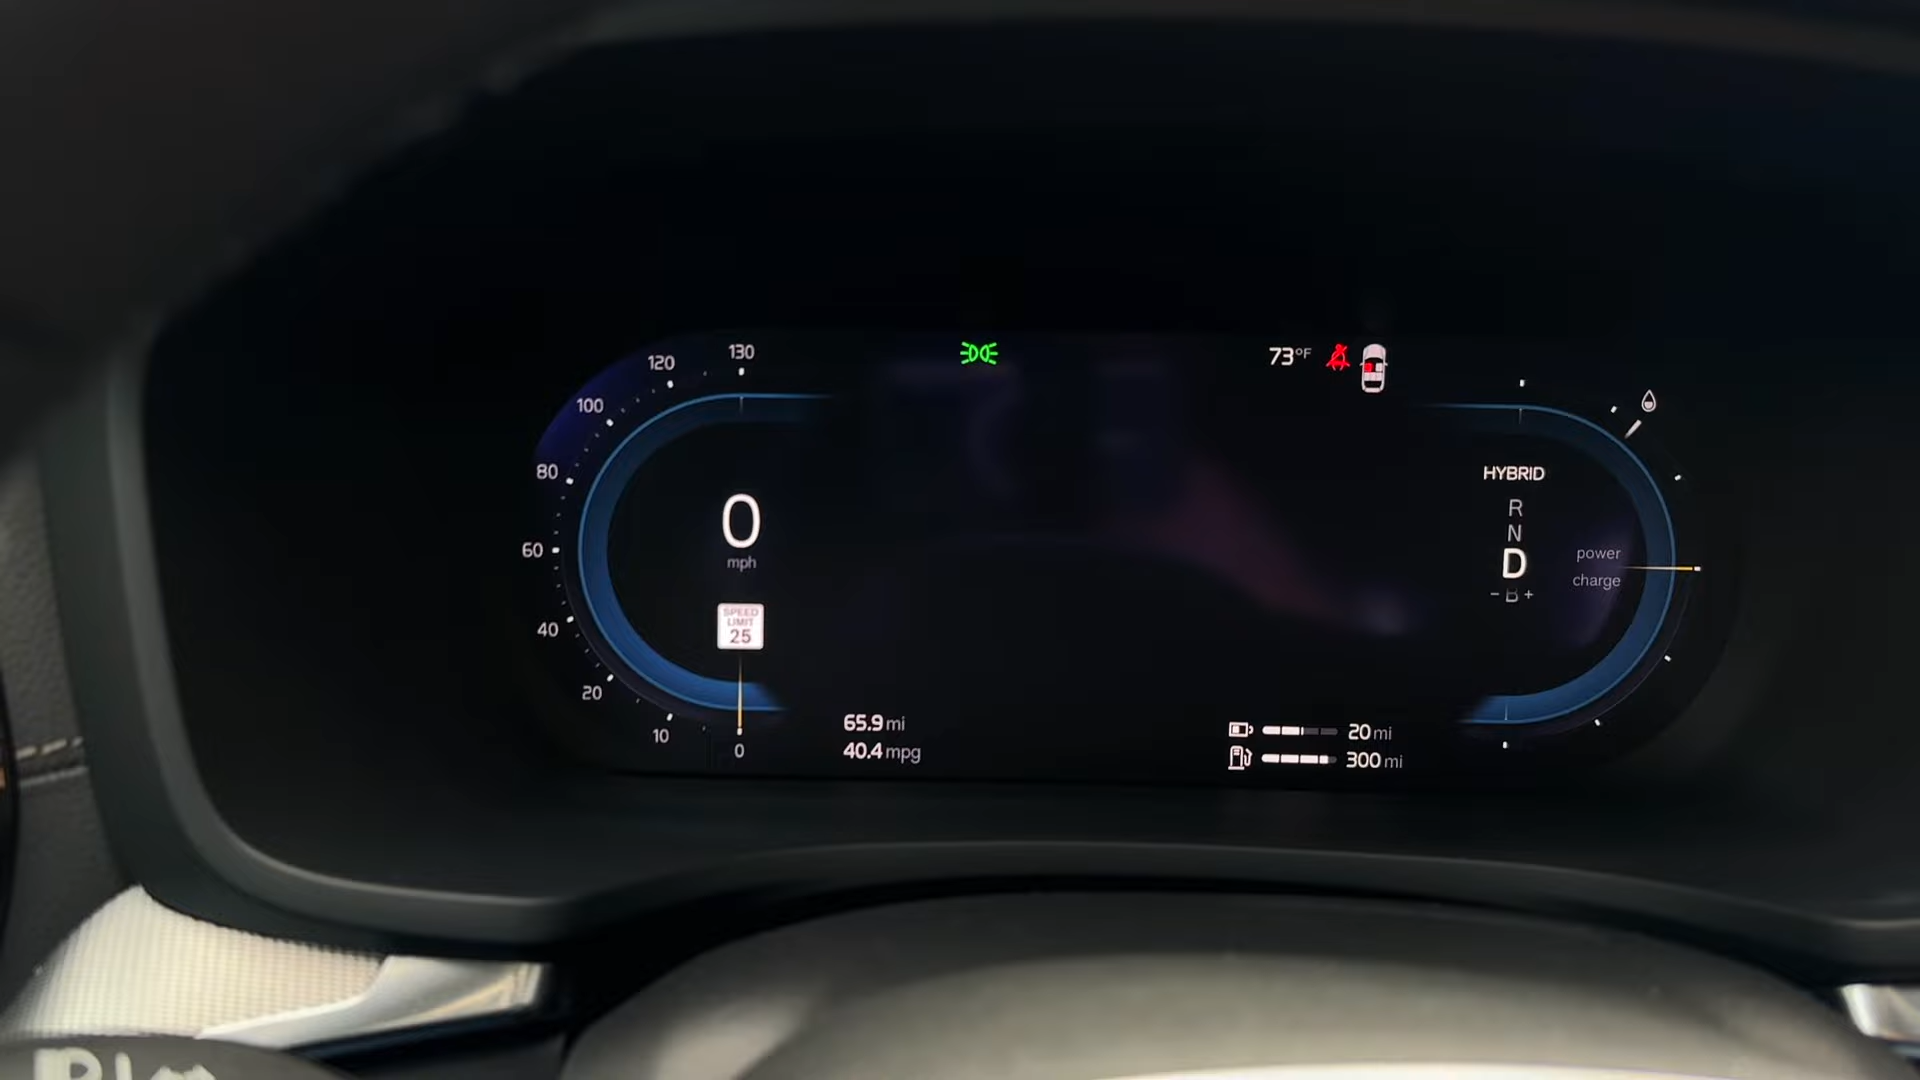 130
120
100
80
60
40
20
10
0
0
mph
SPEED
LIMIT
25
65.9 mi
40.4 mpg
73°F
HYBRID
R
N
D
- B +
power
charge
20 mi
300 mi